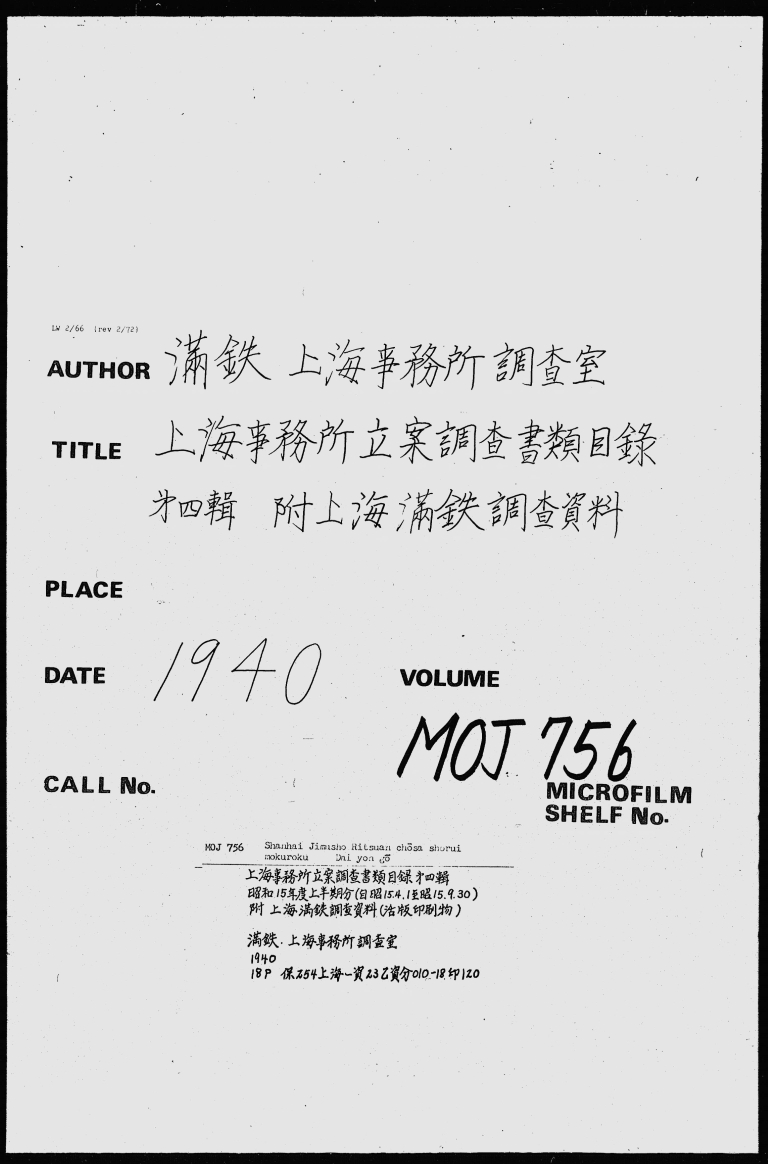 LW 2/66 (rev 2/72)
AUTHOR 満鉄 上海事務所調査室
TITLE 上海事務所立案調査書類目録
才四輯 附上海満鉄調査資料
PLACE
DATE 1940
VOLUME
MOJ 756
CALL No.
MICROFILM
SHELF No.
MOJ 756 Shanhai Jimusho Ritsuan chōsa shorui
mokuroku Dai yon gō
上海事務所立案調査書類目録才四輯
昭和15年度上半期分(自昭15.4.1至昭15.9.30)
附 上海満鉄調査資料(活版印刷物)
満鉄. 上海事務所調査室
1940
18P 保254上海一資23乙資分010-18印120